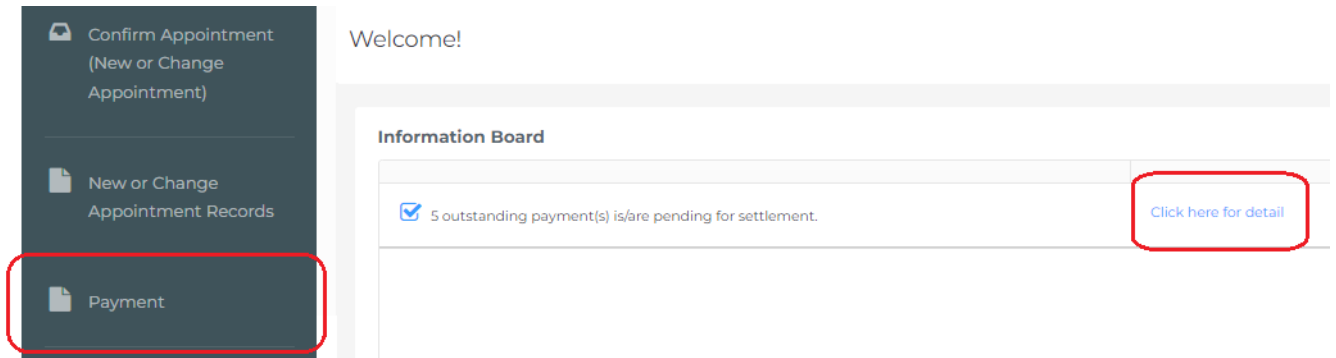 Confirm Appointment
(New or Change
Appointment)
New or Change
Appointment Records
Payment
Welcome!
Information Board
5 outstanding payment(s) is/are pending for settlement.
Click here for detail